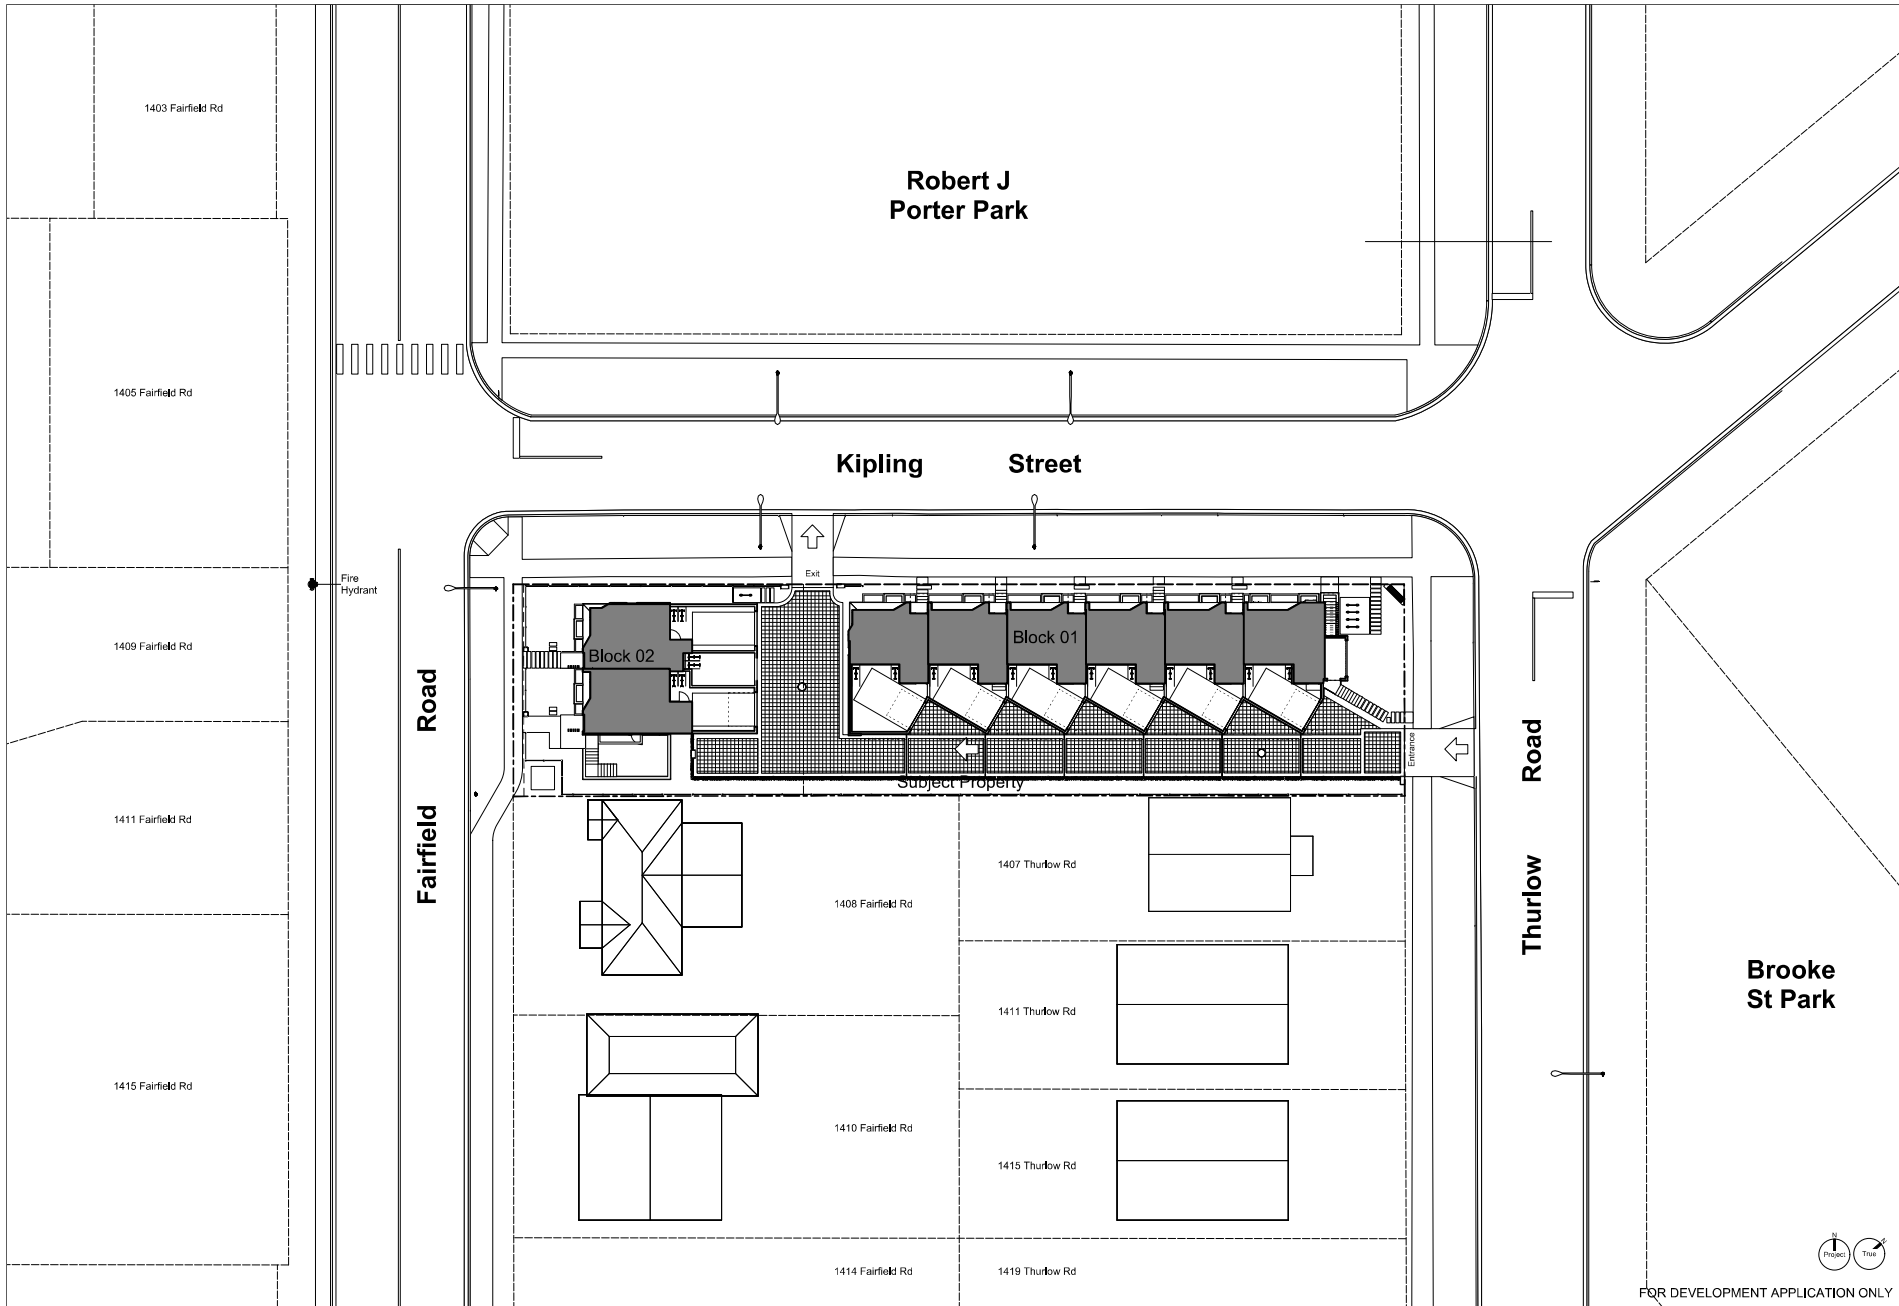 1403 Fairfield Rd
Robert J
Porter Park
1405 Fairfield Rd
Kipling Street
Exit
Fire
Hydrant
1409 Fairfield Rd
Block 02
Block 01
Fairfield Road
Entrance
Thurlow Road
Subject Property
1411 Fairfield Rd
1407 Thurlow Rd
1408 Fairfield Rd
Brooke
St Park
1411 Thurlow Rd
1415 Fairfield Rd
1410 Fairfield Rd
1415 Thurlow Rd
1414 Fairfield Rd
1419 Thurlow Rd
N
Project
N
True
FOR DEVELOPMENT APPLICATION ONLY